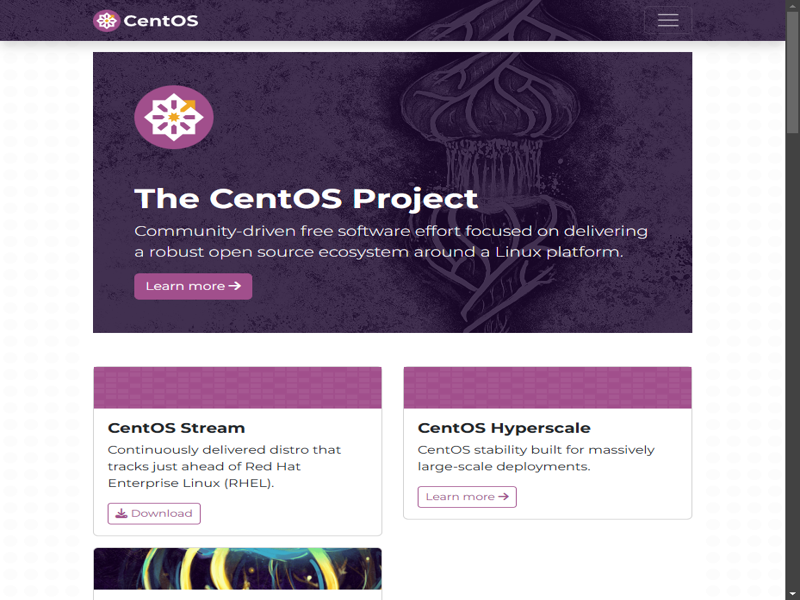 CentOS
The CentOS Project
Community-driven free software effort focused on delivering
a robust open source ecosystem around a Linux platform.
Learn more
CentOS Stream
Continuously delivered distro that
tracks just ahead of Red Hat
Enterprise Linux (RHEL).
Download
CentOS Hyperscale
CentOS stability built for massively
large-scale deployments.
Learn more